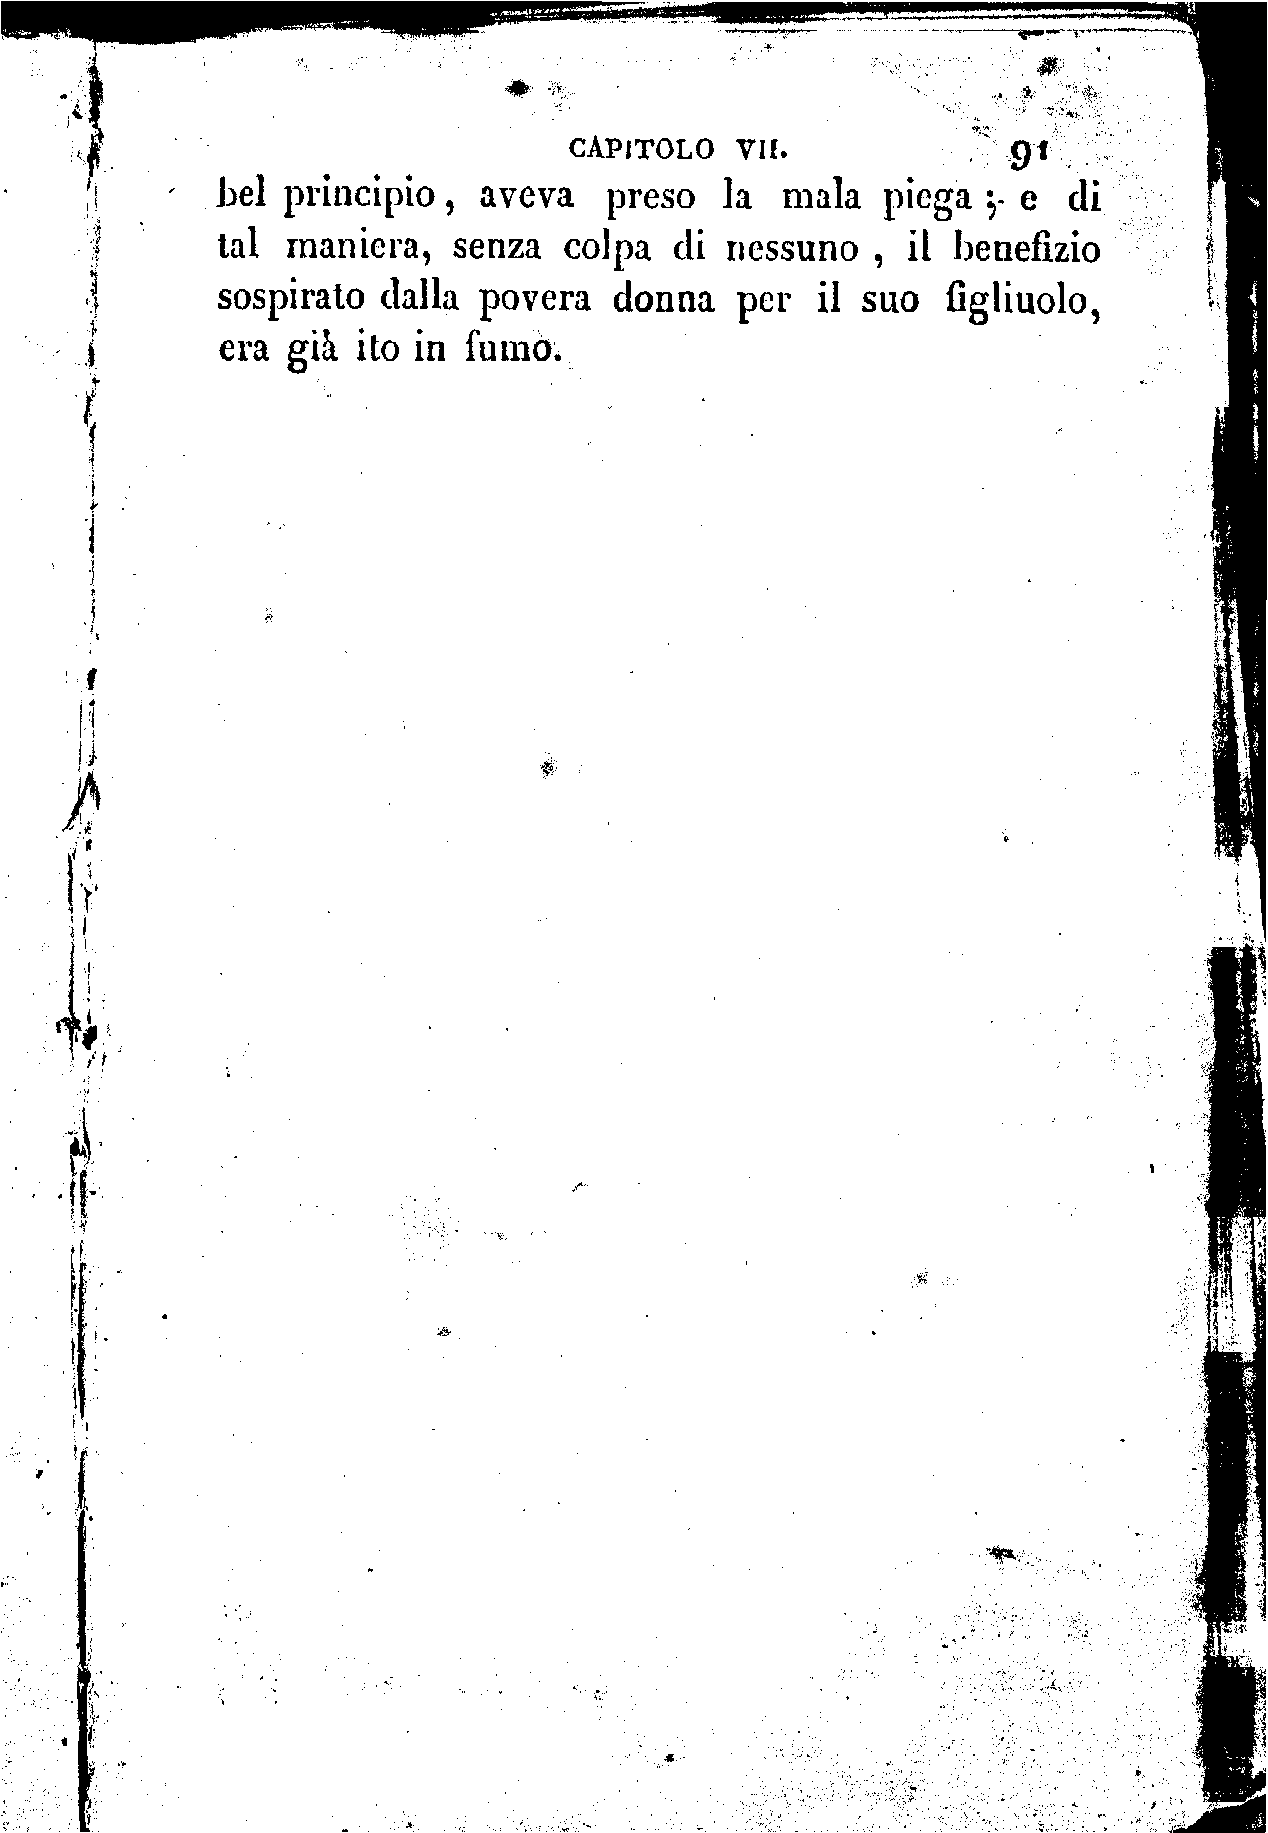 CAPITOLO VII. 91
bel principio, aveva preso la mala piega; e di
tal maniera, senza colpa di nessuno, il benefizio
sospirato dalla povera donna per il suo figliuolo,
era già ito in fumo.